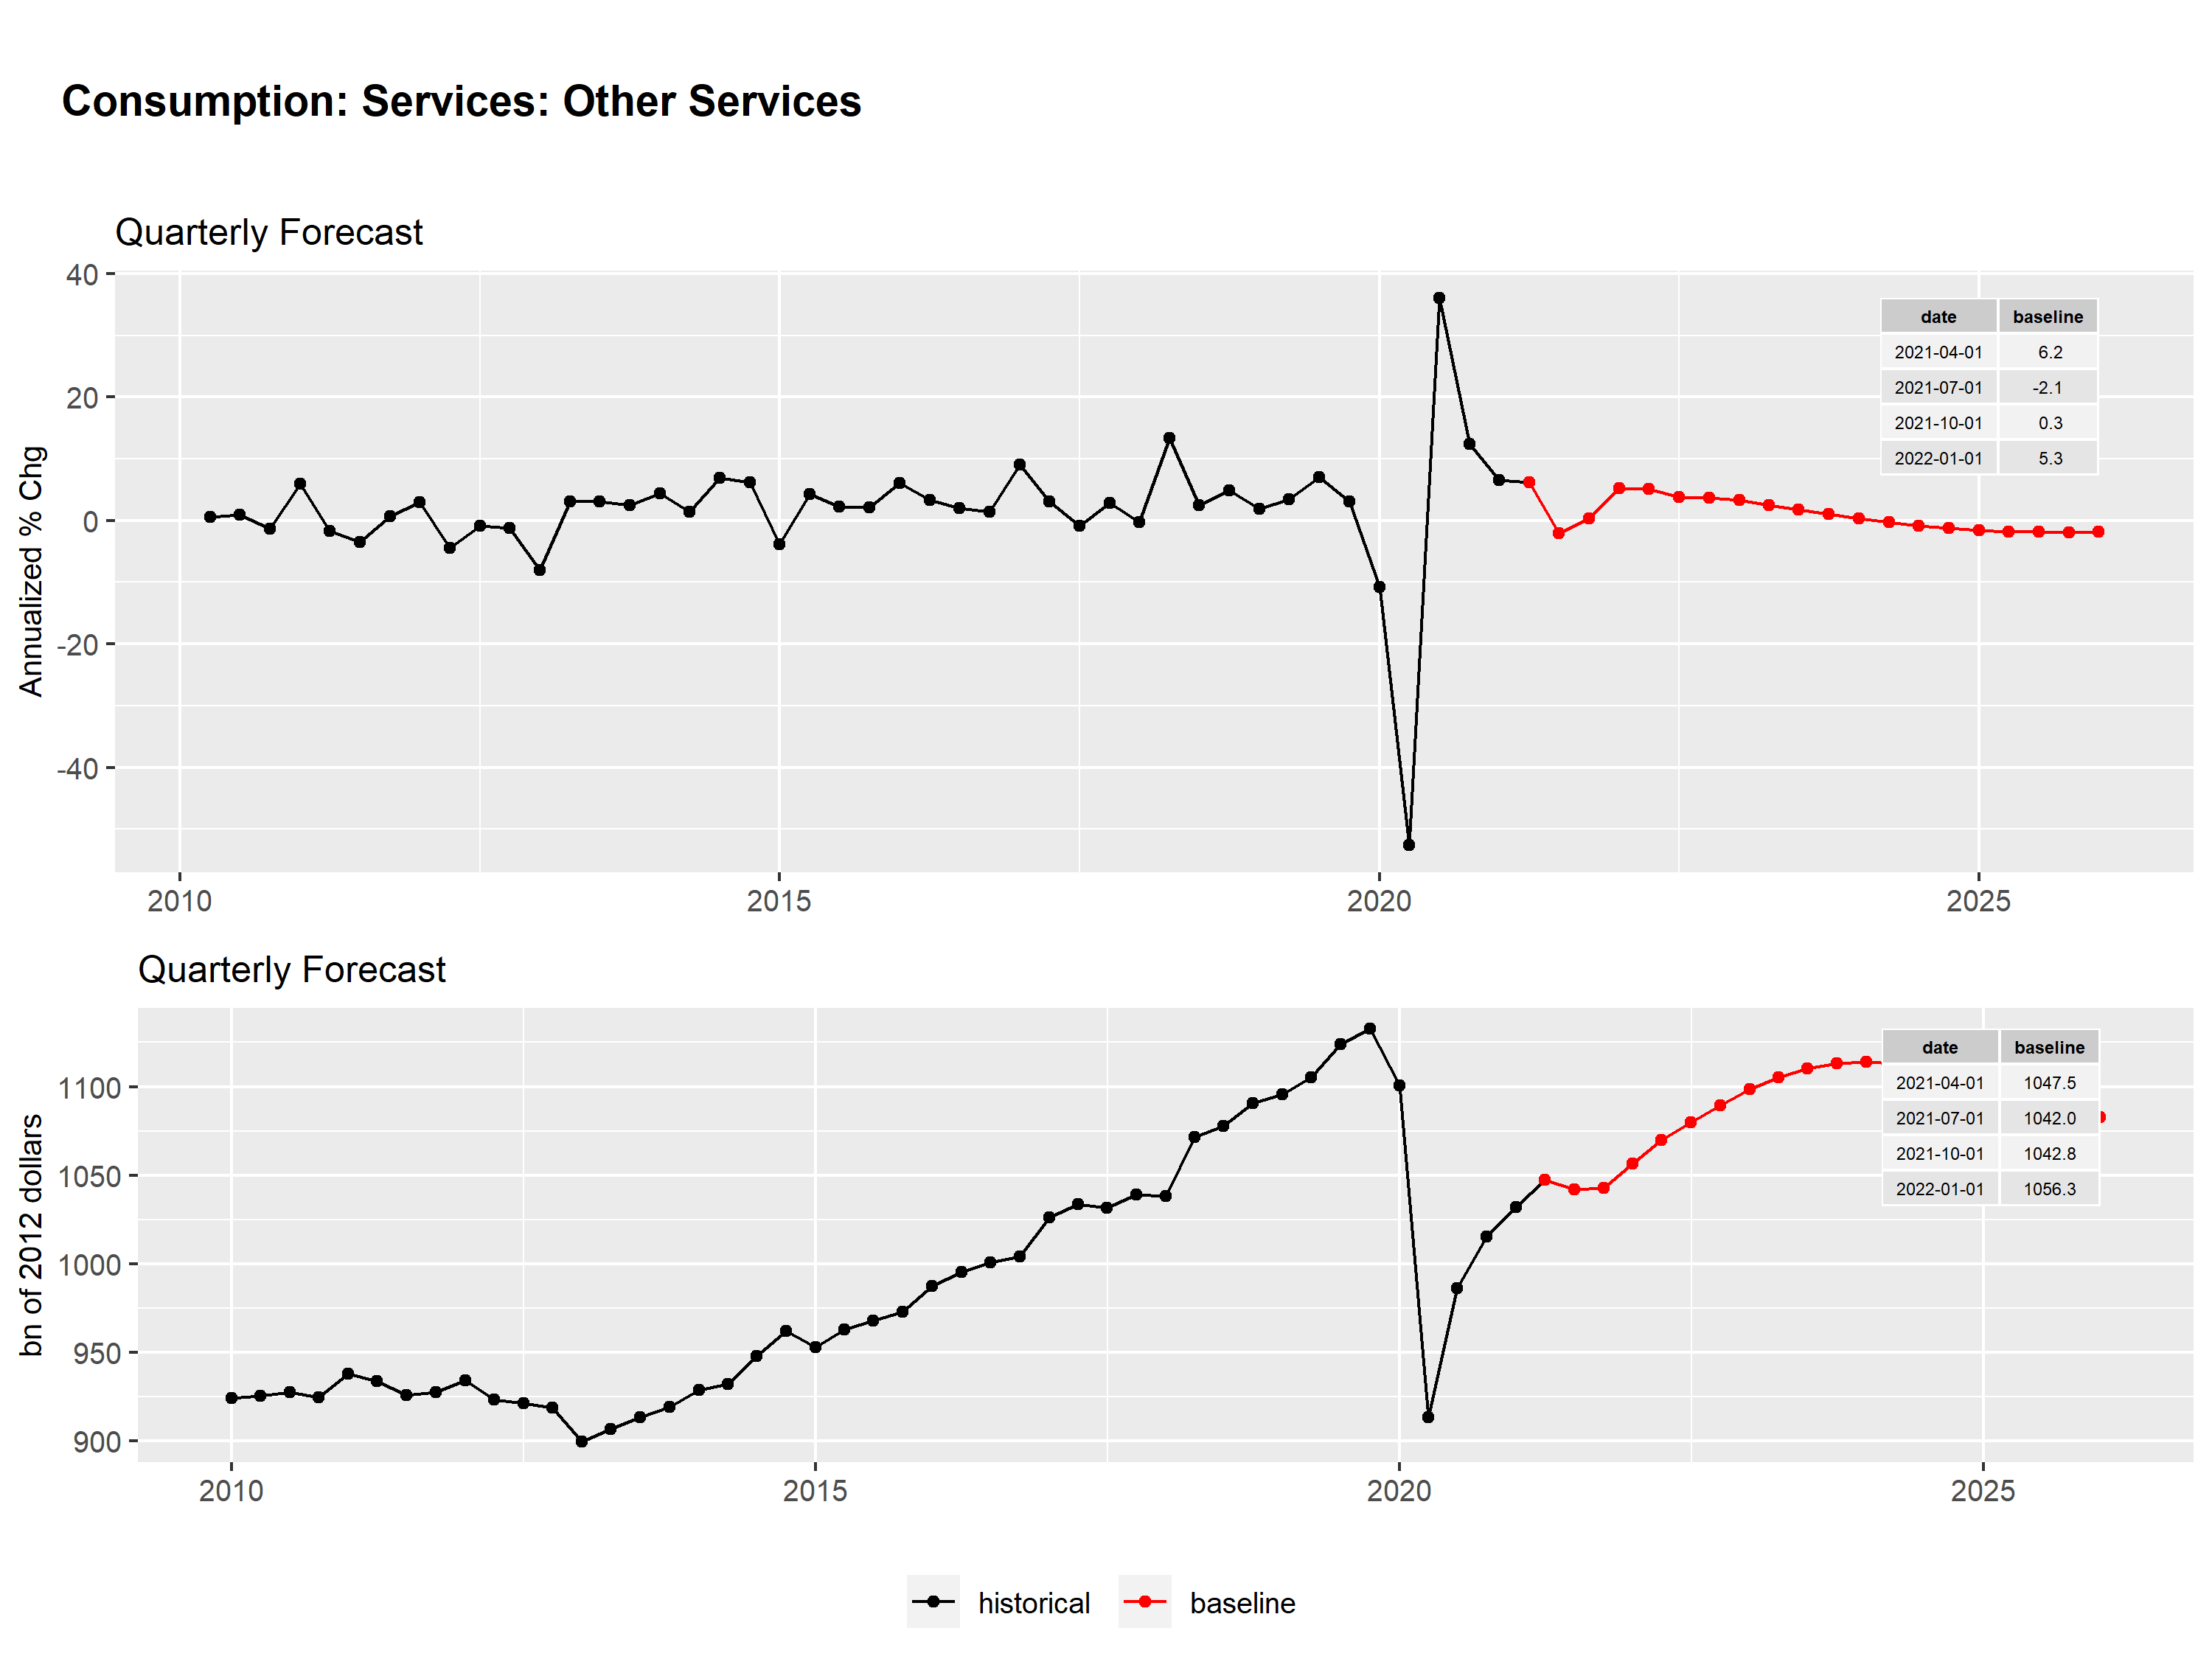 Consumption: Services: Other Services
Quarterly Forecast
Annualized % Chg
40
20
0
-20
-40
date baseline
2021-04-01 6.2
2021-07-01 -2.1
2021-10-01 0.3
2022-01-01 5.3
2010 2015 2020 2025
Quarterly Forecast
bn of 2012 dollars
1100
1050
1000
950
900
date baseline
2021-04-01 1047.5
2021-07-01 1042.0
2021-10-01 1042.8
2022-01-01 1056.3
2010 2015 2020 2025
historical baseline